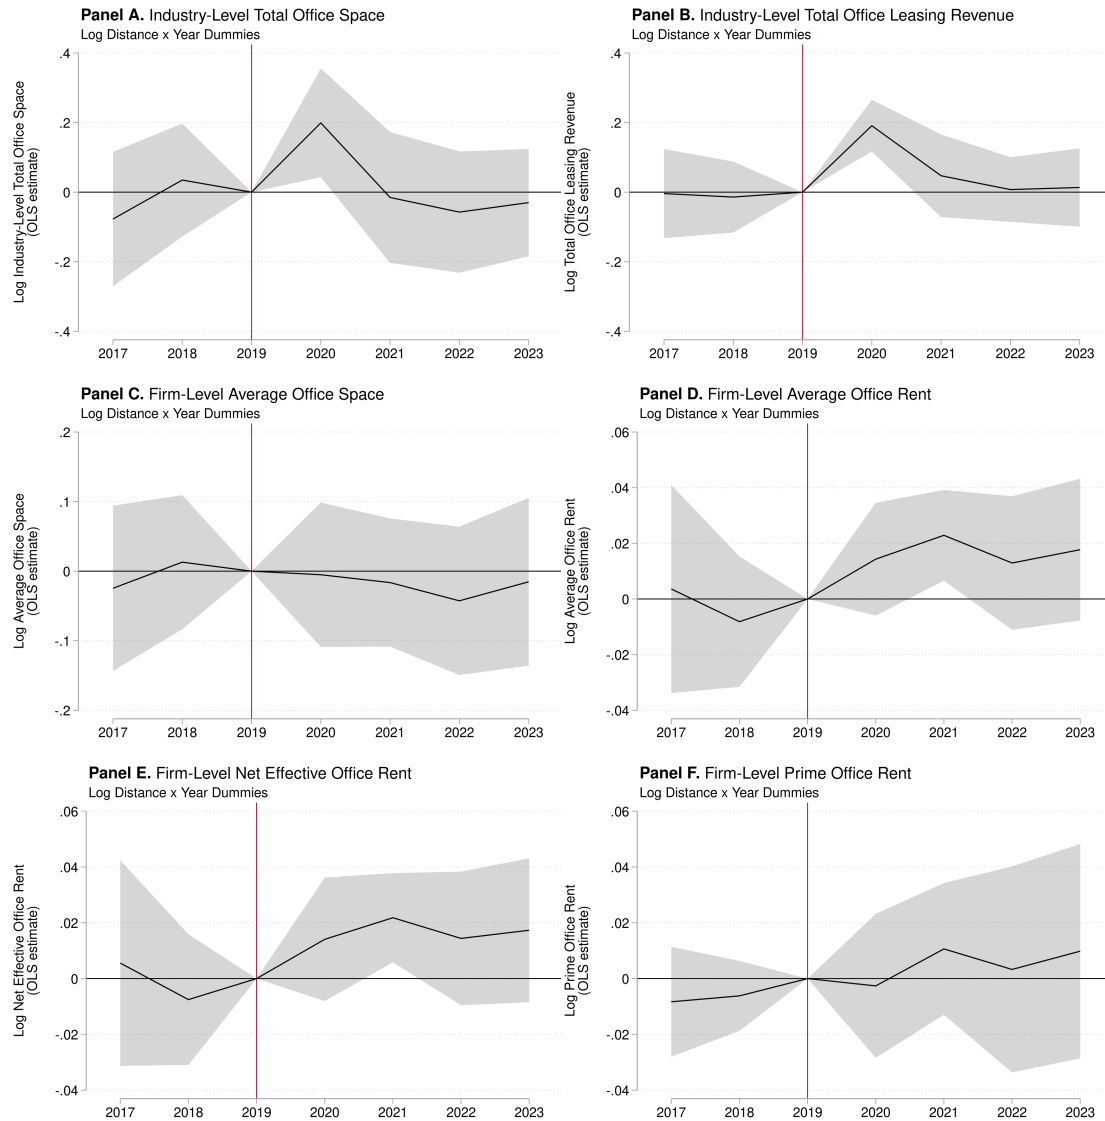 Panel A. Industry-Level Total Office Space
Log Distance x Year Dummies
Log Industry-Level Total Office Space
(OLS estimate)
.4
.2
0
-.2
-.4
2017 2018 2019 2020 2021 2022 2023
Panel B. Industry-Level Total Office Leasing Revenue
Log Distance x Year Dummies
Log Total Office Leasing Revenue
(OLS estimate)
.4
.2
0
-.2
-.4
2017 2018 2019 2020 2021 2022 2023
Panel C. Firm-Level Average Office Space
Log Distance x Year Dummies
Log Average Office Space
(OLS estimate)
.2
.1
0
-.1
-.2
2017 2018 2019 2020 2021 2022 2023
Panel D. Firm-Level Average Office Rent
Log Distance x Year Dummies
Log Average Office Rent
(OLS estimate)
.06
.04
.02
0
-.02
-.04
2017 2018 2019 2020 2021 2022 2023
Panel E. Firm-Level Net Effective Office Rent
Log Distance x Year Dummies
Log Net Effective Office Rent
(OLS estimate)
.06
.04
.02
0
-.02
-.04
2017 2018 2019 2020 2021 2022 2023
Panel F. Firm-Level Prime Office Rent
Log Distance x Year Dummies
Log Prime Office Rent
(OLS estimate)
.06
.04
.02
0
-.02
-.04
2017 2018 2019 2020 2021 2022 2023